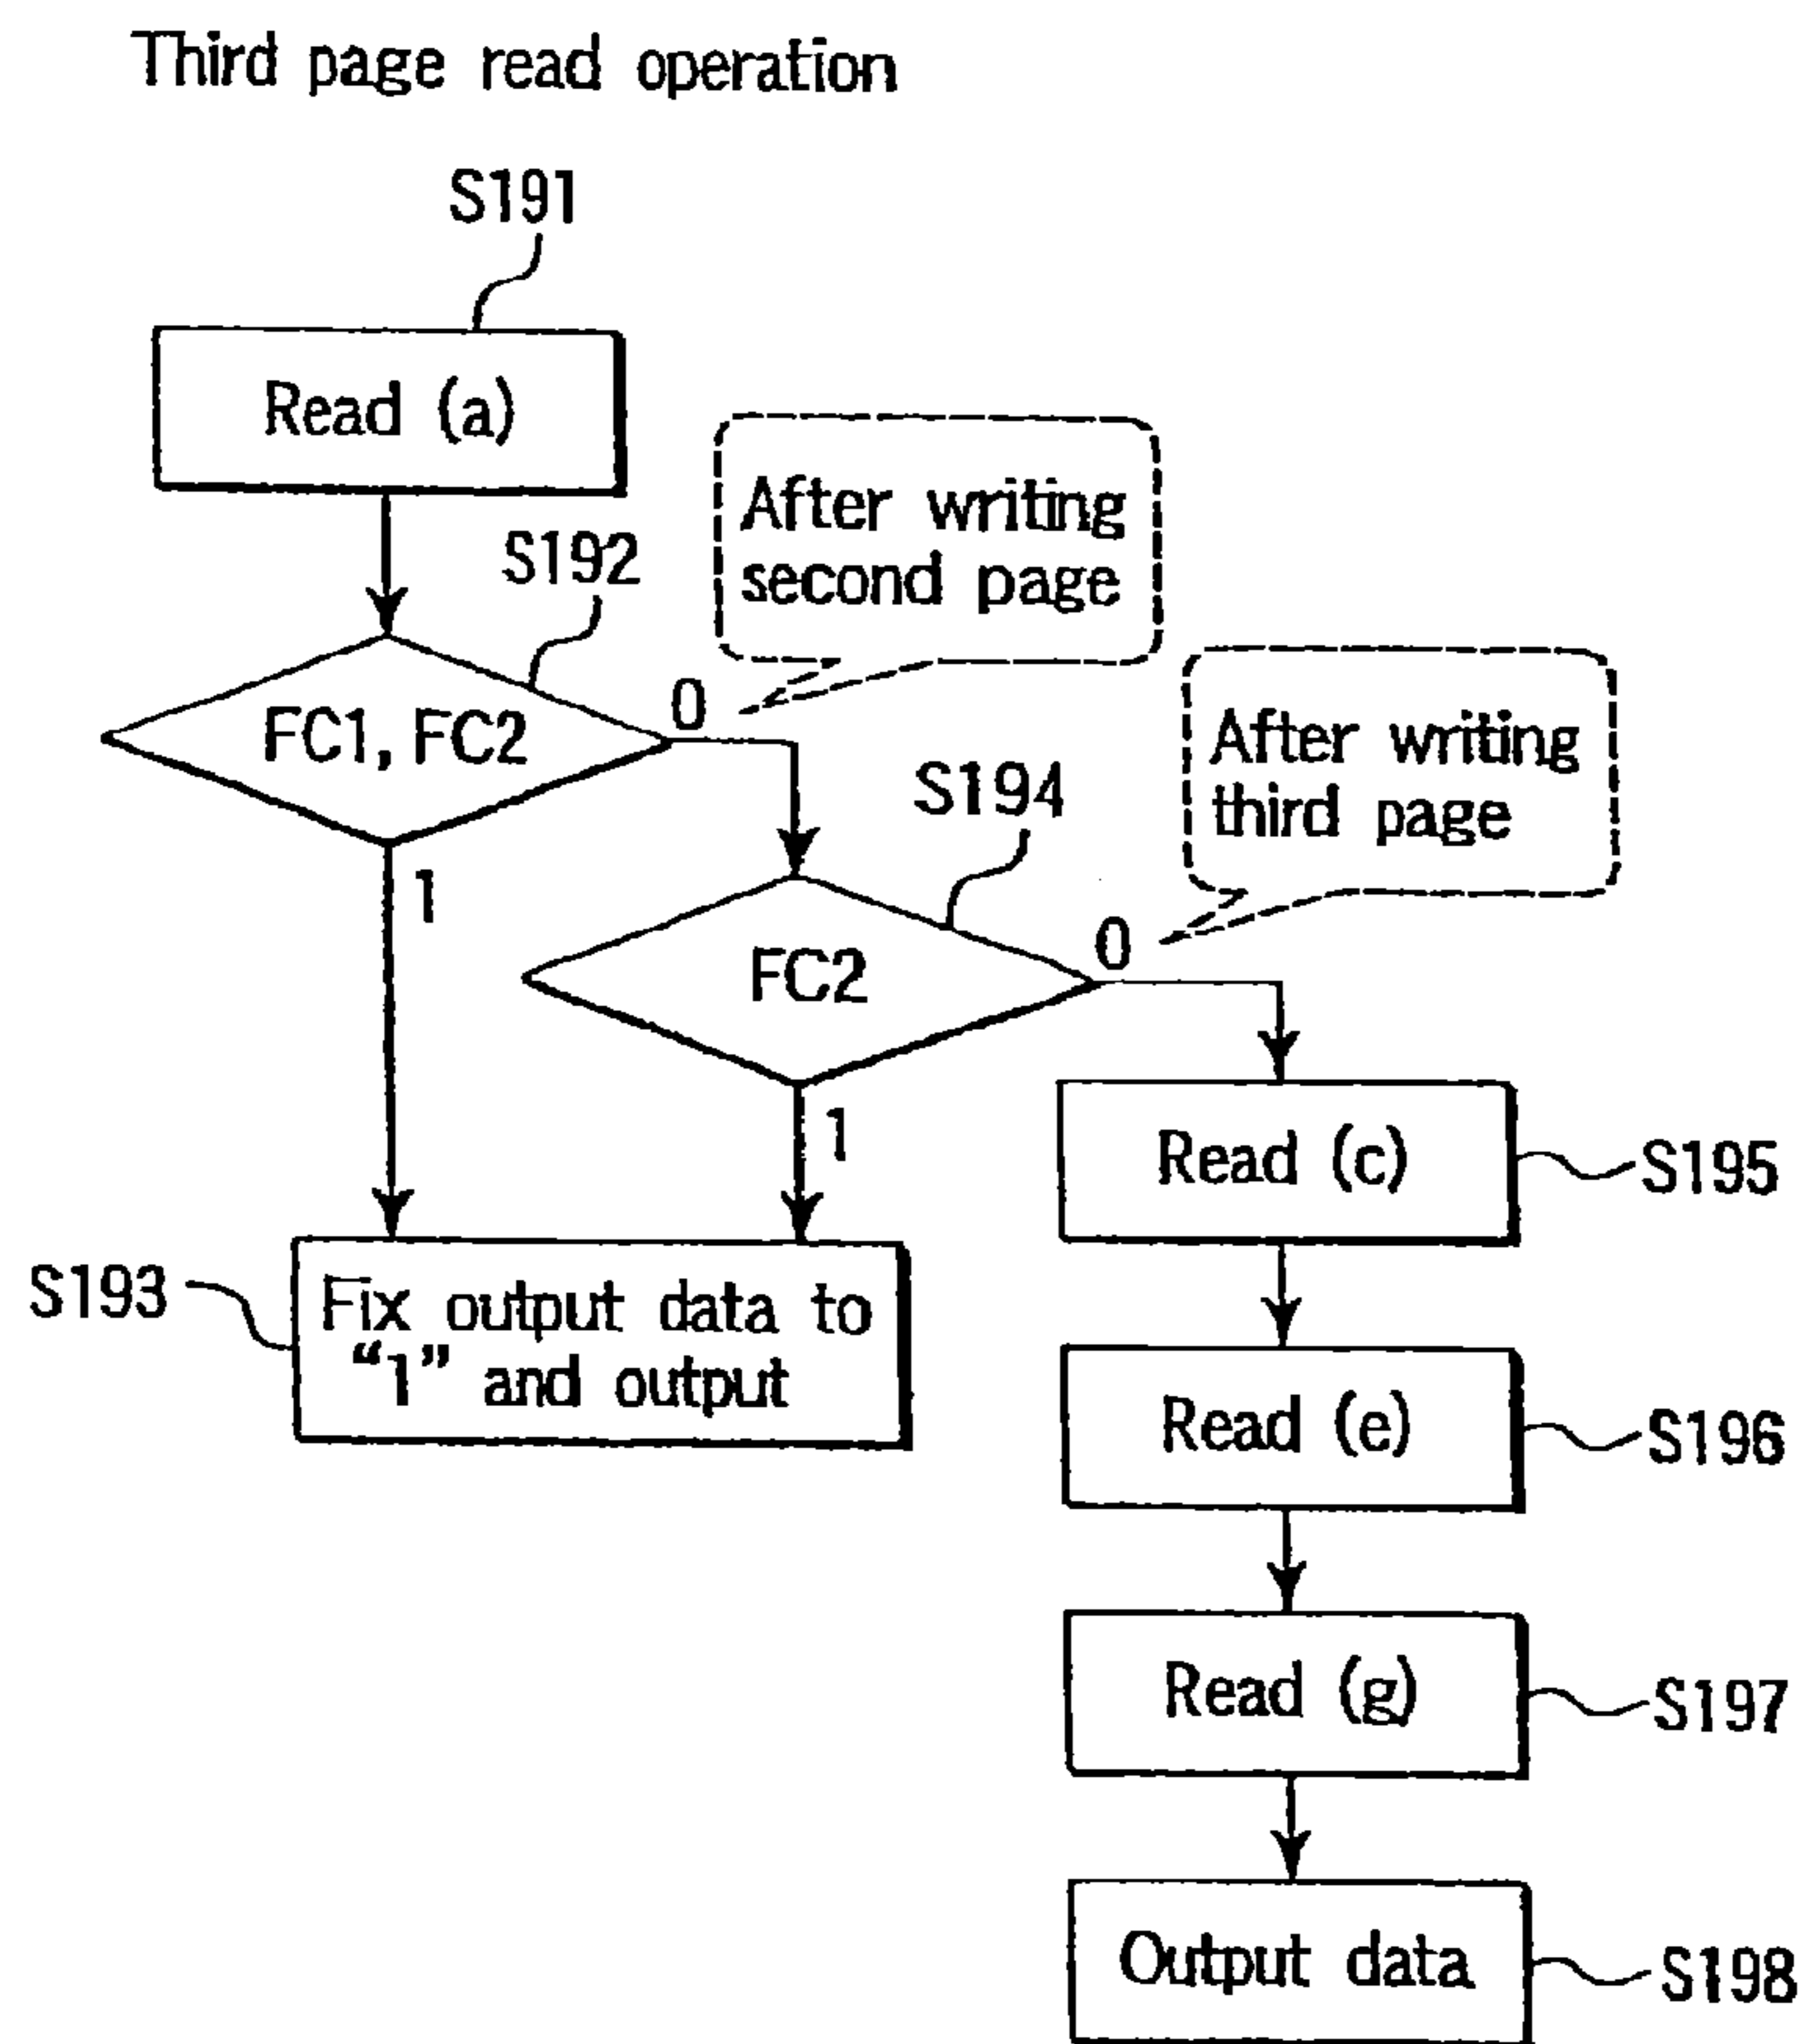 Third page read operation
S191
Read (a)
After writing
second page
S192
0
FC1, FC2
After writing
third page
S194
1
0
FC2
1
Read (c)
S195
S193
Fix output data to
“1” and output
Read (e)
S196
Read (g)
S197
Output data
S198